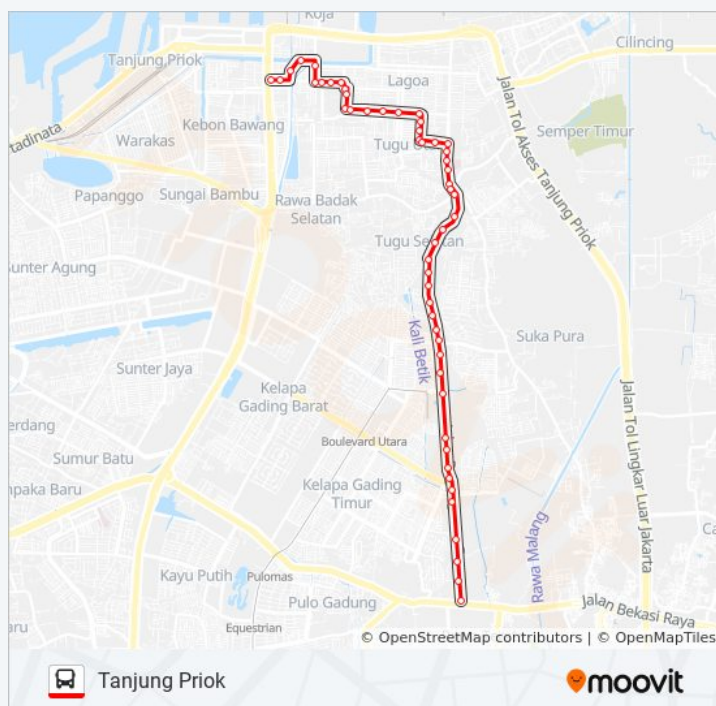 Koja
Tanjung Priok
Cilincing
Lagoa
tadinata
Kebon Bawang
Warakas
Semper Timur
Jalan Tol Akses Tanjung Priok
Papanggo
Sungai Bambu
Rawa Badak
Selatan
Tugu Selatan
unter Agung
Kali Betik
Suka Pura
Sunter Jaya
Kelapa
Gading Barat
Jalan Tol Lingkar Luar Jakarta
erdang
Boulevard Utara
Sumur Batu
Kelapa Gading
Timur
mpaka Baru
Rawa Malang
Kayu Putih
Pulomas
Pulo Gadung
Jalan Bekasi Raya
aru
Equestrian
© OpenStreetMap contributors | © OpenMapTiles
Tanjung Priok
moovit